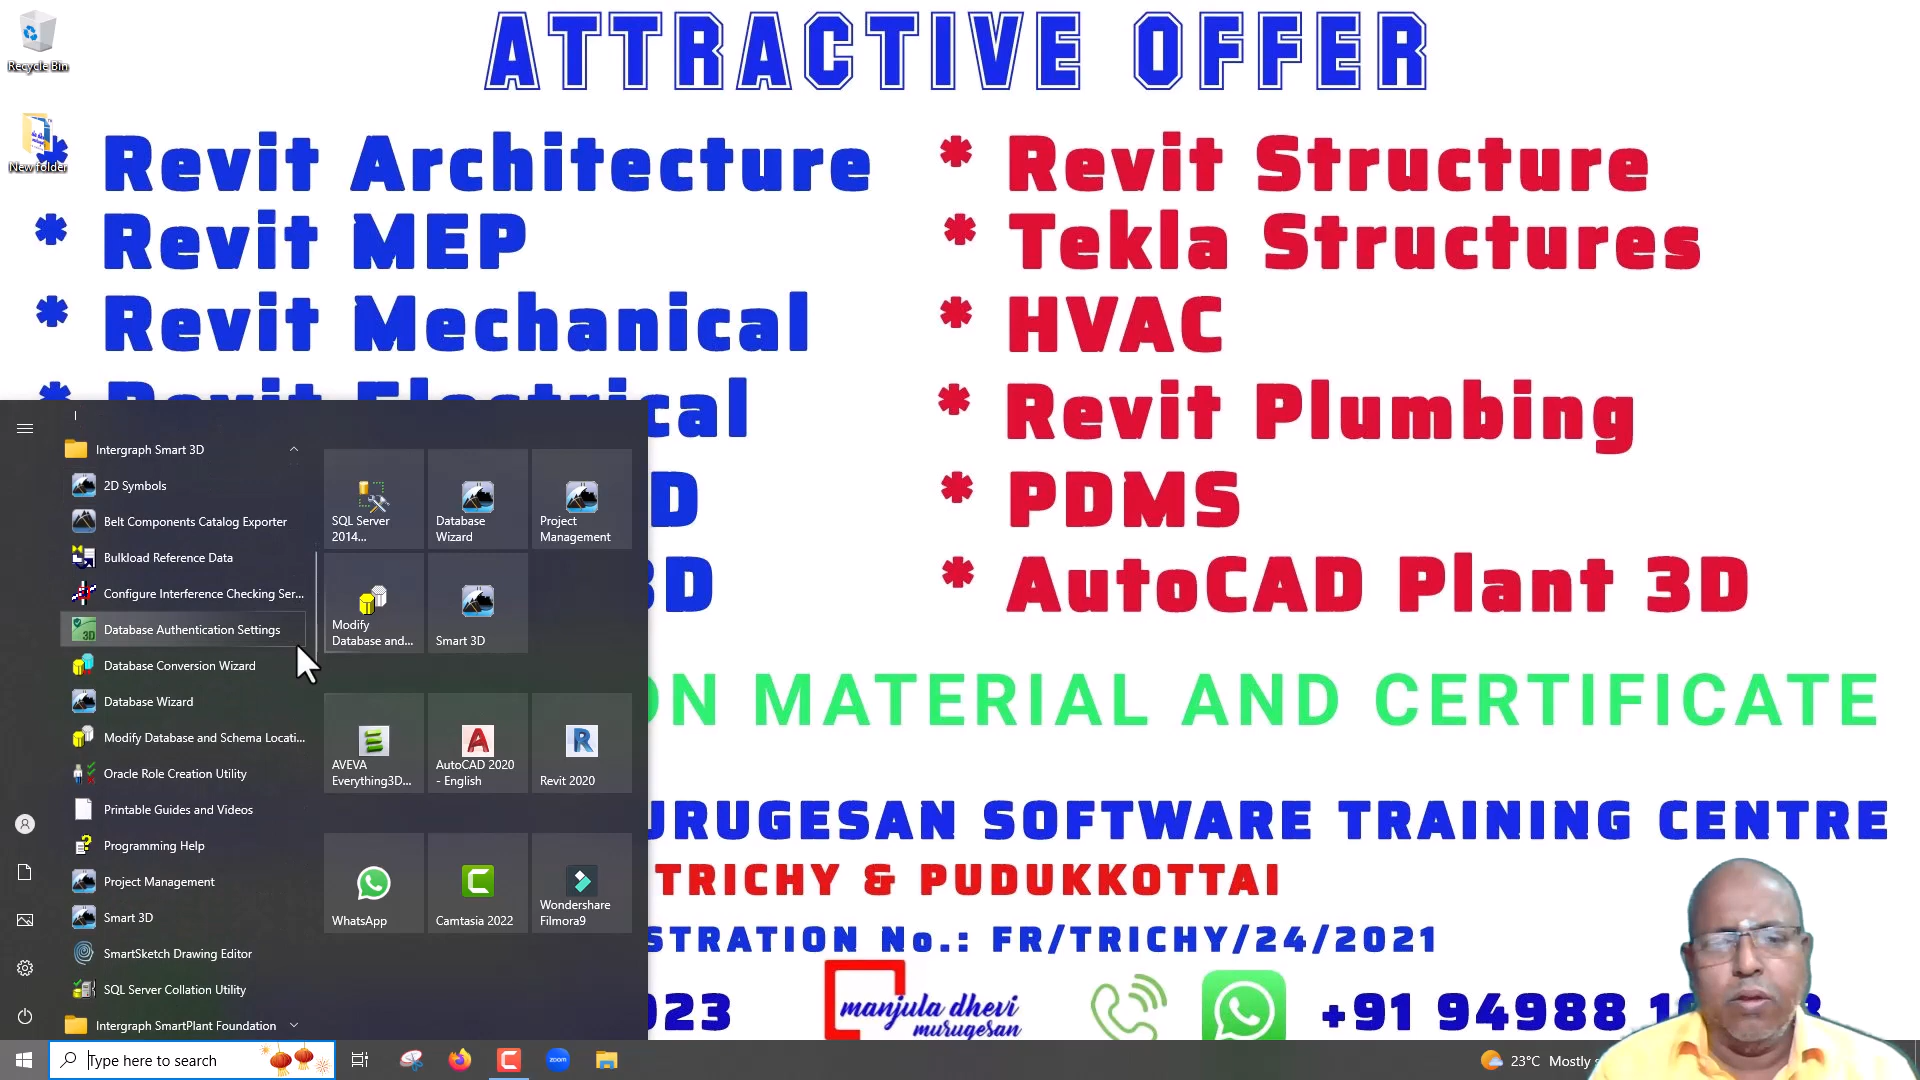 ATTRACTIVE OFFER
Recycle Bin
New folder
* Revit Architecture
* Revit MEP
* Revit Mechanical
* Revit Electrical
* Revit Structure
* Tekla Structures
* HVAC
* Revit Plumbing
* PDMS
* AutoCAD Plant 3D
D
3D
ON MATERIAL AND CERTIFICATE
URUGESAN SOFTWARE TRAINING CENTRE
TRICHY & PUDUKKOTTAI
STRATION No.: FR/TRICHY/24/2021
023
manjula dhevi
murugesan
+91 94988 1
I
Intergraph Smart 3D
2D Symbols
Belt Components Catalog Exporter
Bulkload Reference Data
Configure Interference Checking Ser...
Database Authentication Settings
Database Conversion Wizard
Database Wizard
Modify Database and Schema Locati...
Oracle Role Creation Utility
Printable Guides and Videos
Programming Help
Project Management
Smart 3D
SmartSketch Drawing Editor
SQL Server Collation Utility
Intergraph SmartPlant Foundation
SQL Server 2014...
Database Wizard
Project Management
Modify Database and...
Smart 3D
AVEVA Everything3D...
AutoCAD 2020 - English
Revit 2020
WhatsApp
Camtasia 2022
Wondershare Filmora9
Type here to search
zoom
23°C Mostly